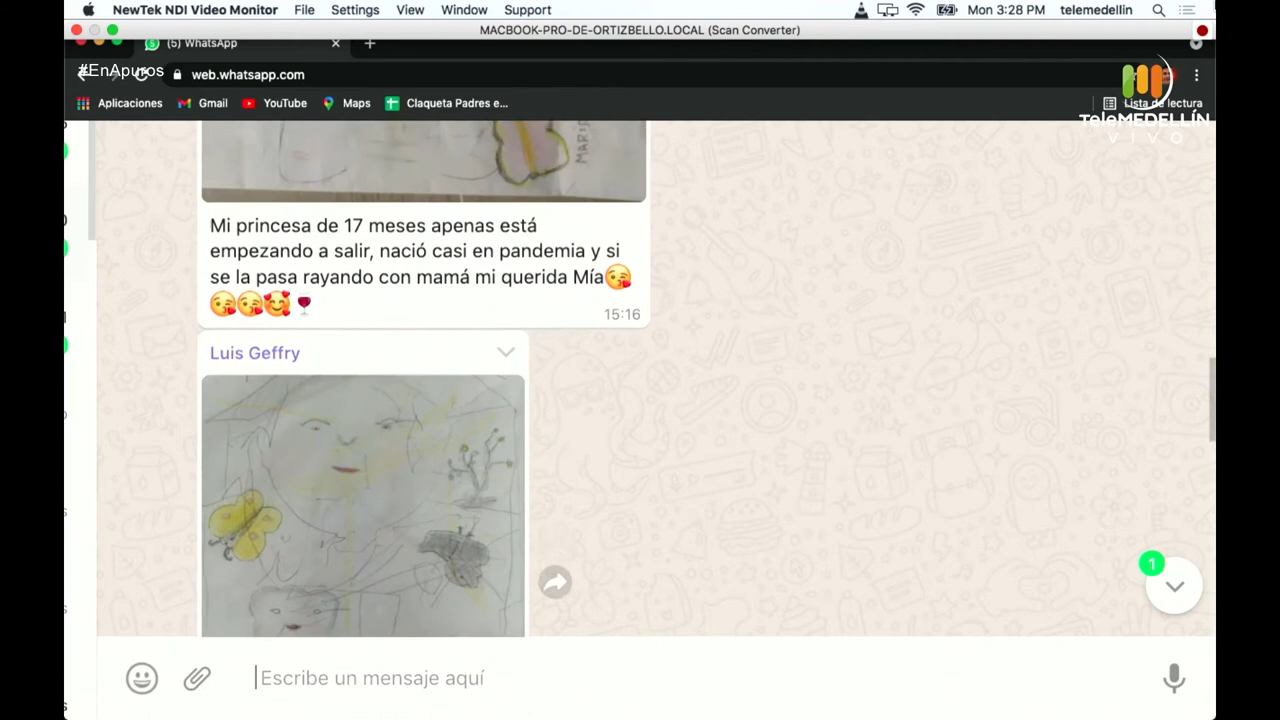 NewTek NDI Video Monitor File Settings View Window Support Mon 3:28 PM telemedellin
MACBOOK-PRO-DE-ORTIZBELLO.LOCAL (Scan Converter)
(5) WhatsApp
#EnApuros
web.whatsapp.com
Aplicaciones Gmail YouTube Maps Claqueta Padres e... Lista de lectura
TeleMEDELLÍN
VIVO
MARIA
Mi princesa de 17 meses apenas está
empezando a salir, nació casi en pandemia y si
se la pasa rayando con mamá mi querida Mía😘
😘😘🥰🍷
15:16
Luis Geffry
1
Escribe un mensaje aquí